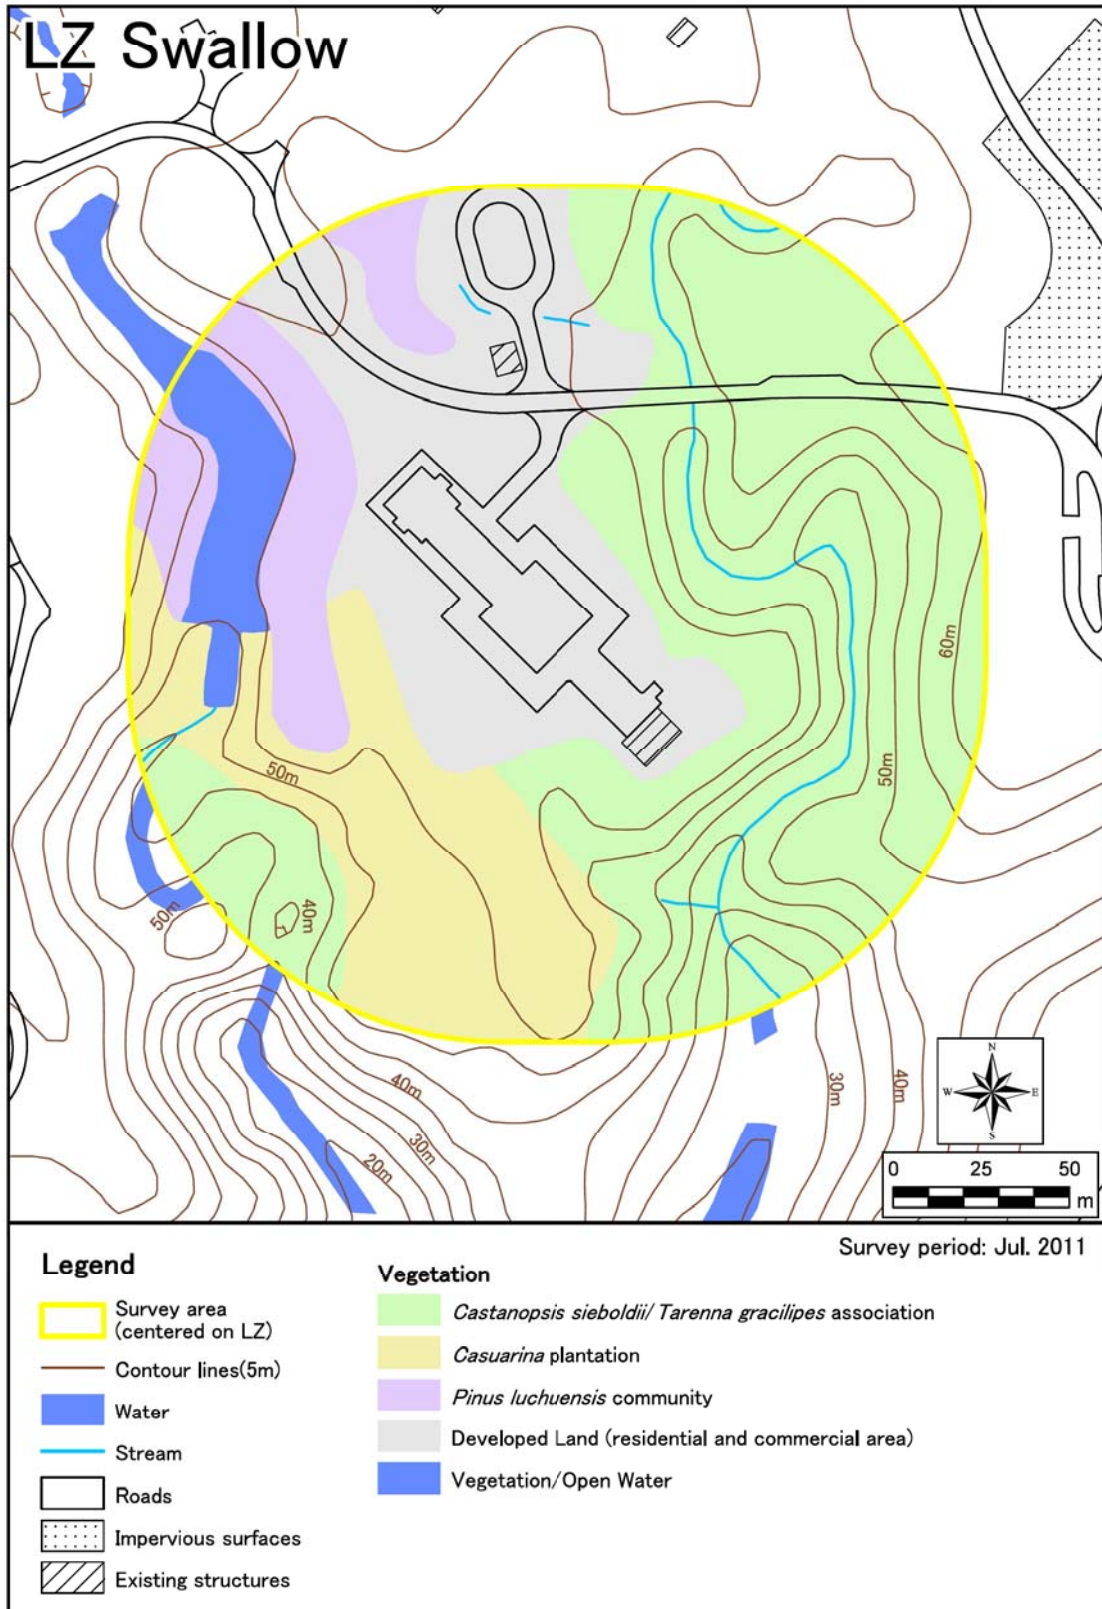 LZ Swallow
60m
50m
50m
50m
40m
40m
30m
20m
30m
40m
N
W E
S
0 25 50
m
Survey period: Jul. 2011
Legend
Survey area
(centered on LZ)
Contour lines(5m)
Water
Stream
Roads
Impervious surfaces
Existing structures
Vegetation
Castanopsis sieboldii/ Tarenna gracilipes association
Casuarina plantation
Pinus luchuensis community
Developed Land (residential and commercial area)
Vegetation/Open Water